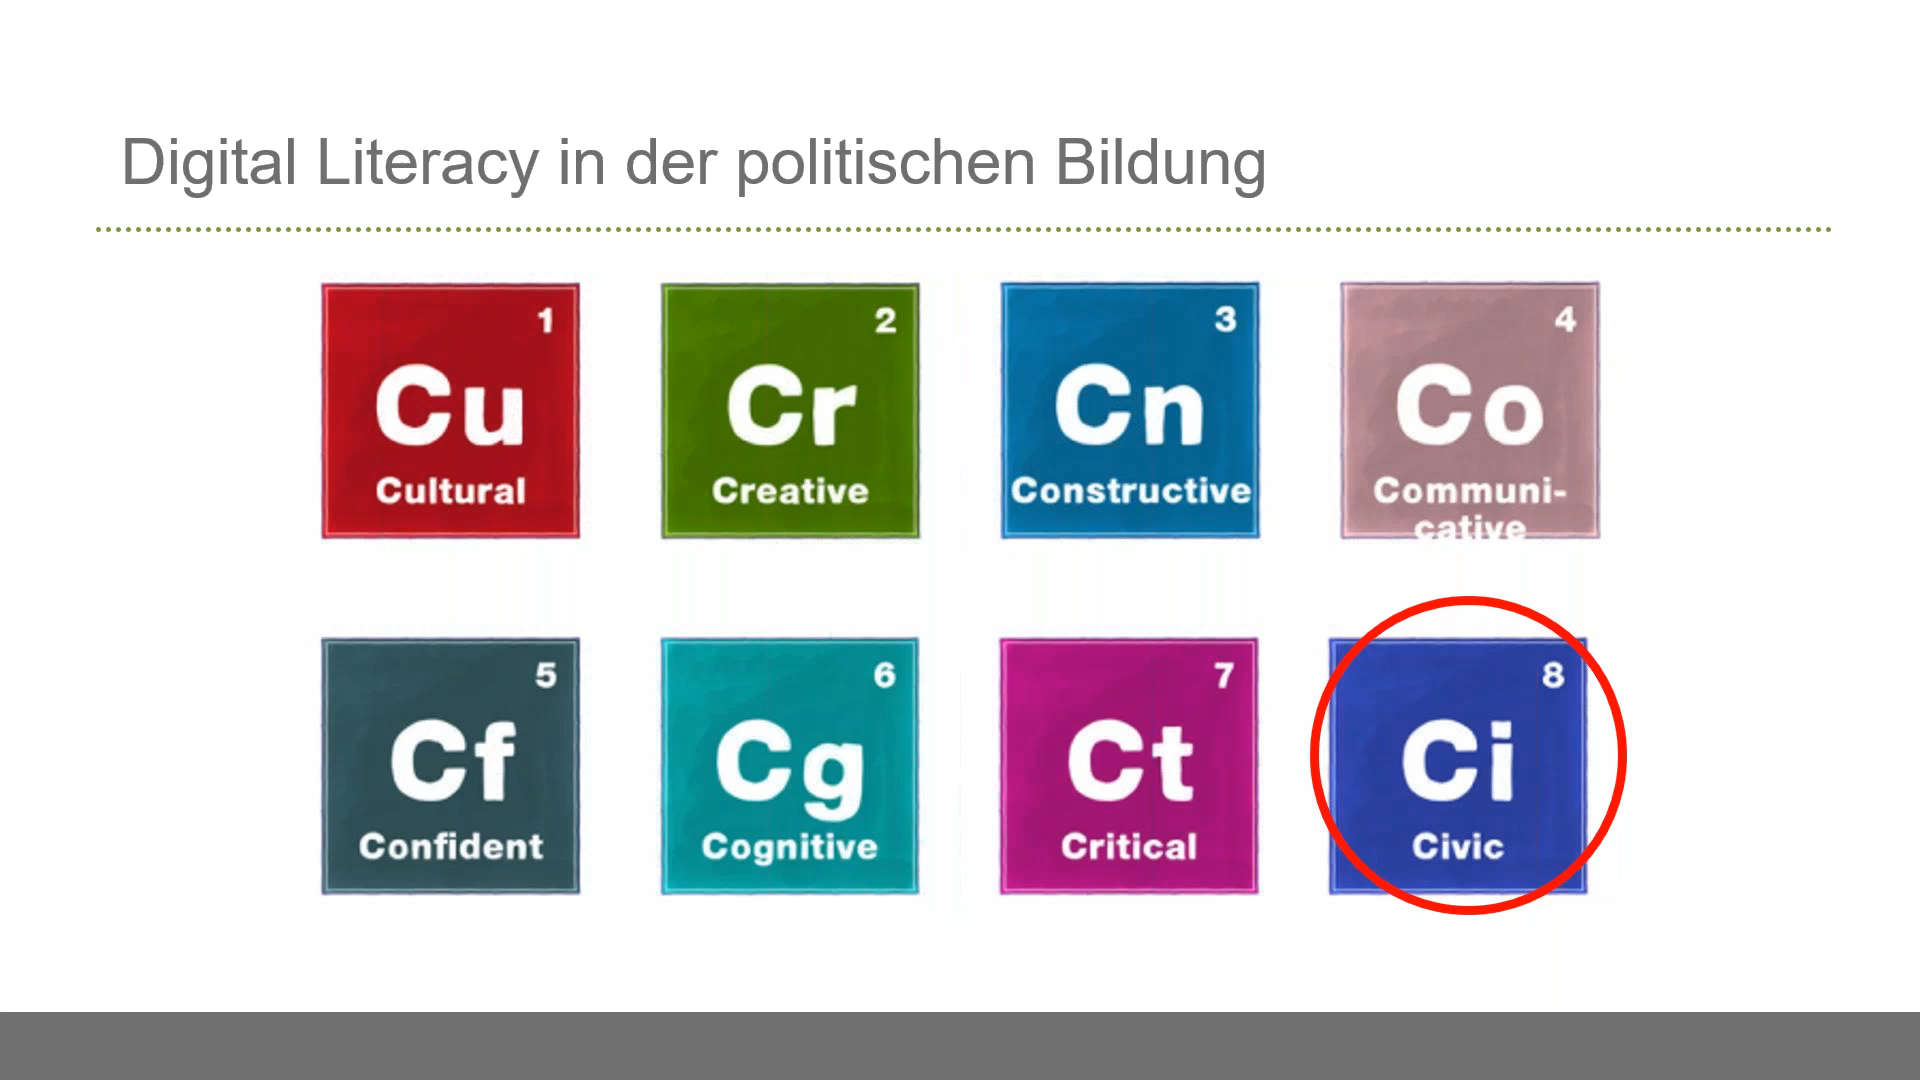 Digital Literacy in der politischen Bildung
1
Cu
Cultural
2
Cr
Creative
3
Cn
Constructive
4
Co
Communi-
cative
5
Cf
Confident
6
Cg
Cognitive
7
Ct
Critical
8
Ci
Civic